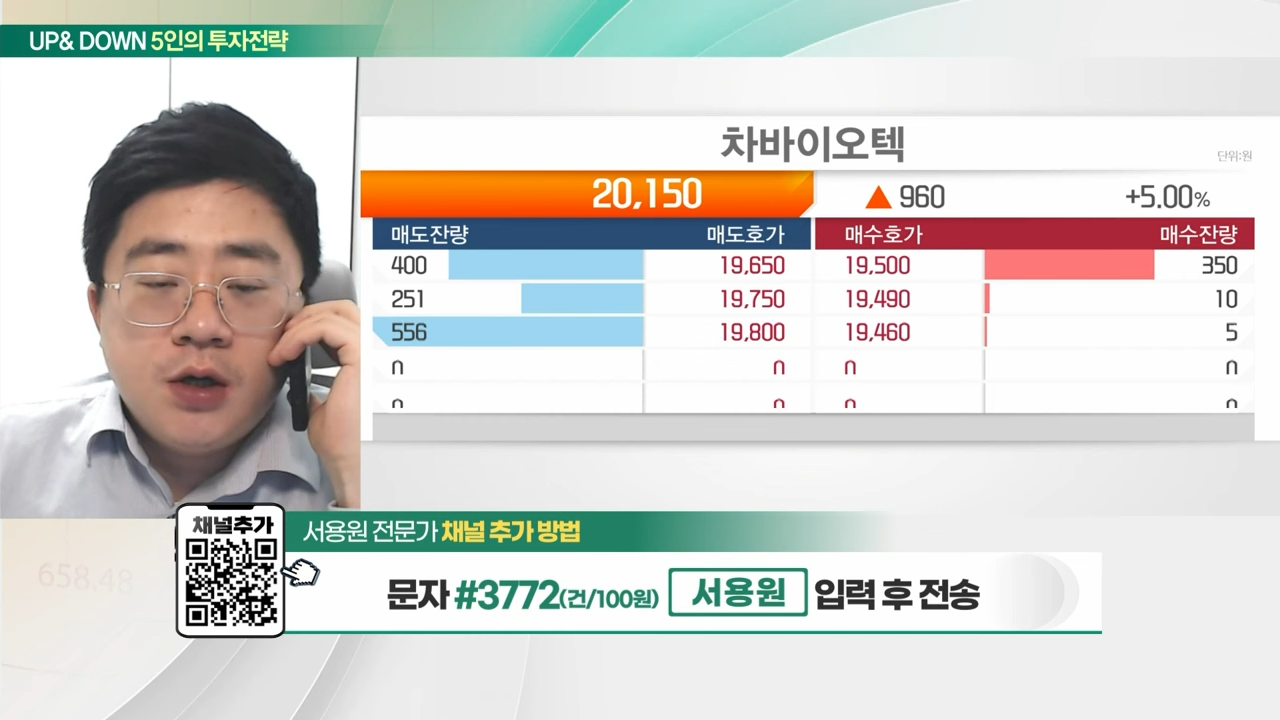 UP& DOWN 5인의 투자전략
차바이오텍
단위:원
20,150 ▲ 960 +5.00%
매도잔량 매도호가 매수호가 매수잔량
400 19,650 19,500 350
251 19,750 19,490 10
556 19,800 19,460 5
채널추가
서용원 전문가 채널 추가 방법
문자 #3772(건/100원) 서용원 입력 후 전송
658.48